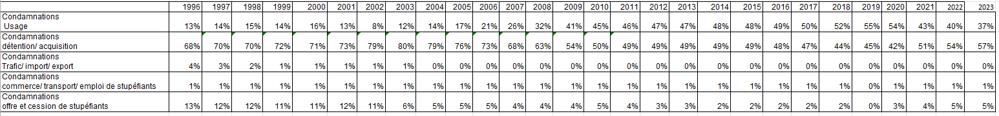 1996 1997 1998 1999 2000 2001 2002 2003 2004 2005 2006 2007 2008 2009 2010 2011 2012 2013 2014 2015 2016 2017 2018 2019 2020 2021 2022 2023
Condamnations
Usage 13% 14% 15% 14% 16% 13% 8% 12% 14% 17% 21% 26% 32% 41% 45% 46% 47% 47% 48% 48% 49% 50% 52% 55% 54% 43% 40% 37%
Condamnations
détention/ acquisition 68% 70% 70% 72% 71% 73% 79% 80% 79% 76% 73% 68% 63% 54% 50% 49% 49% 49% 49% 49% 48% 47% 44% 45% 42% 51% 54% 57%
Condamnations
Trafic/ import/ export 4% 3% 2% 1% 1% 1% 1% 1% 0% 0% 0% 0% 0% 0% 0% 0% 0% 0% 0% 0% 0% 0% 0% 0% 0% 0% 0% 0%
Condamnations
commerce/ transport/ emploi de stupéfiants 1% 1% 1% 1% 1% 1% 1% 1% 1% 1% 1% 1% 1% 1% 1% 1% 1% 1% 1% 1% 1% 1% 1% 0% 1% 1% 1% 1%
Condamnations
offre et cession de stupéfiants 13% 12% 12% 11% 11% 12% 11% 6% 5% 5% 5% 4% 4% 4% 5% 4% 3% 3% 2% 2% 2% 2% 2% 0% 3% 4% 5% 5%